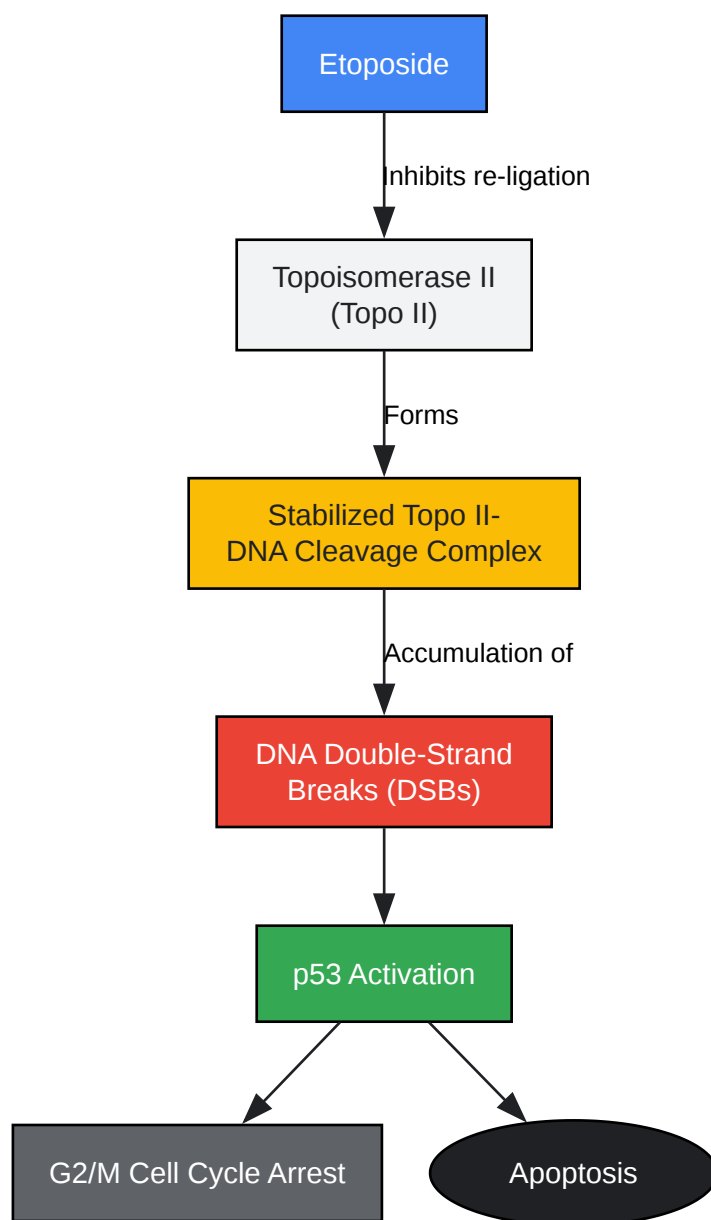 Etoposide
Inhibits re-ligation
Topoisomerase II
(Topo II)
Forms
Stabilized Topo II-
DNA Cleavage Complex
Accumulation of
DNA Double-Strand
Breaks (DSBs)
p53 Activation
G2/M Cell Cycle Arrest
Apoptosis